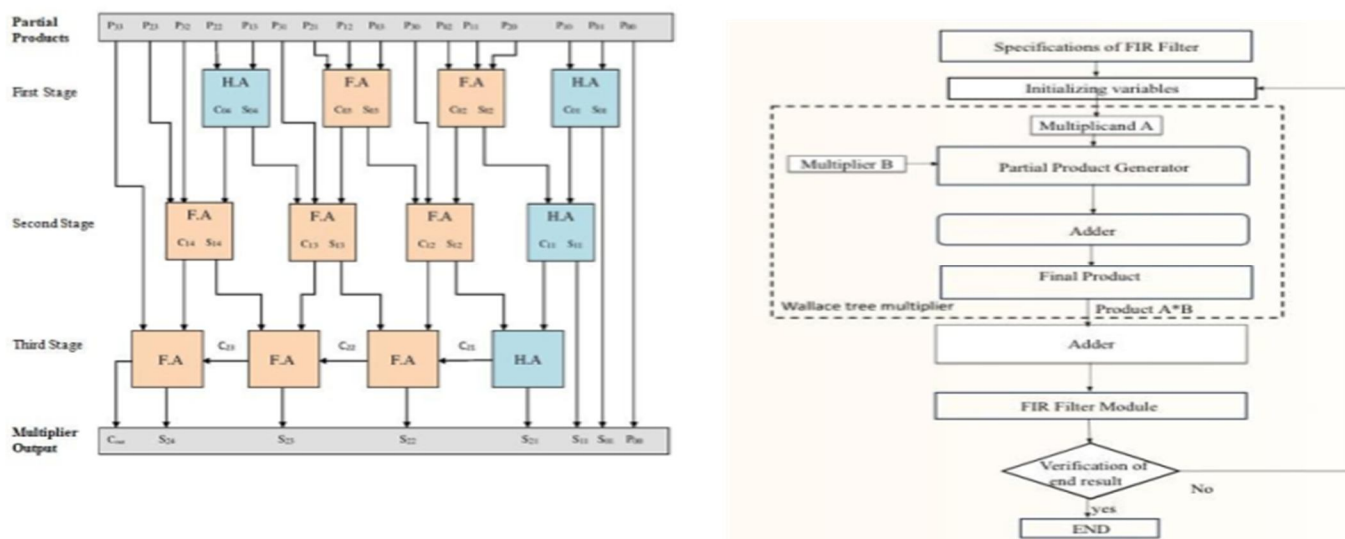 Partial
Products
P₃₃ P₂₃ P₃₂ P₂₂ P₁₃ P₃₁ P₂₁ P₁₂ P₀₃ P₃₀ P₀₂ P₁₁ P₂₀ P₁₀ P₀₁ P₀₀
First Stage
H.A F.A F.A H.A
C₀₄ S₀₄ C₀₃ S₀₃ C₀₂ S₀₂ C₀₁ S₀₁
Second Stage
F.A F.A F.A H.A
C₁₄ S₁₄ C₁₃ S₁₃ C₁₂ S₁₂ C₁₁ S₁₁
Third Stage
F.A C₂₃ F.A C₂₂ F.A C₂₁ H.A
Multiplier
Output
S₂₄ S₂₃ S₂₂ S₂₁ S₁₁ S₀₁ P₀₀
Specifications of FIR Filter
Initializing variables
Multiplicand A
Multiplier B
Partial Product Generator
Adder
Final Product
Wallace tree multiplier
Product A*B
Adder
FIR Filter Module
Verification of
end result
No
yes
END